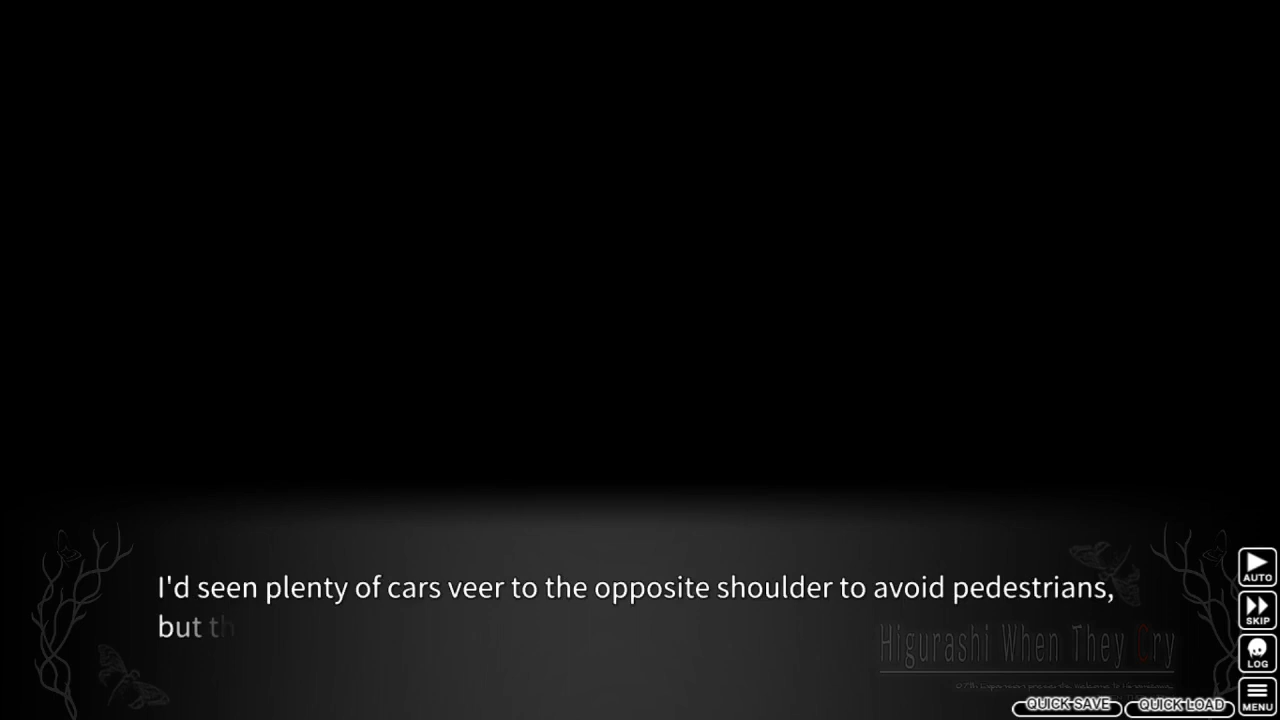 I'd seen plenty of cars veer to the opposite shoulder to avoid pedestrians,
but th
Higurashi When They Cry
AUTO
SKIP
LOG
MENU
QUICK SAVE
QUICK LOAD